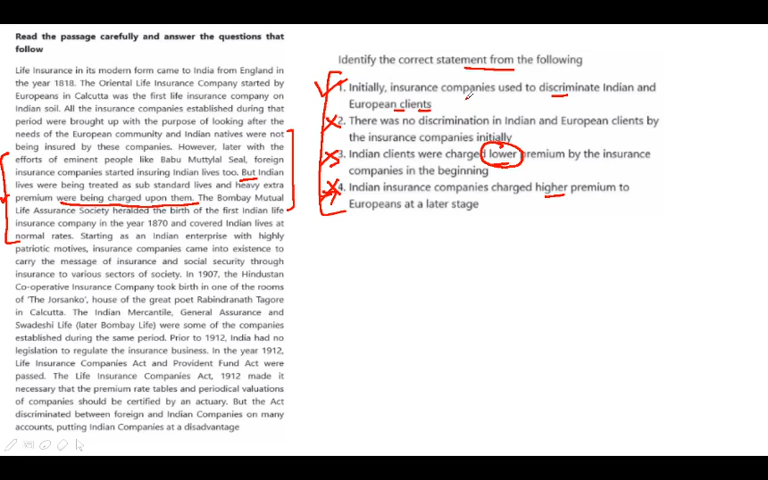 Read the passage carefully and answer the questions that
follow
Life Insurance in its modern form came to India from England in
the year 1818. The Oriental Life Insurance Company started by
Europeans in Calcutta was the first life insurance company on
Indian soil. All the insurance companies established during that
period were brought up with the purpose of looking after the
needs of the European community and Indian natives were not
being insured by these companies. However, later with the
efforts of eminent people like Babu Muttylal Seal, foreign
insurance companies started insuring Indian lives too. But Indian
lives were being treated as sub standard lives and heavy extra
premium were being charged upon them. The Bombay Mutual
Life Assurance Society heralded the birth of the first Indian life
insurance company in the year 1870 and covered Indian lives at
normal rates. Starting as an Indian enterprise with highly
patriotic motives, insurance companies came into existence to
carry the message of insurance and social security through
insurance to various sectors of society. In 1907, the Hindustan
Co-operative Insurance Company took birth in one of the rooms
of 'The Jorsanko', house of the great poet Rabindranath Tagore
in Calcutta. The Indian Mercantile, General Assurance and
Swadeshi Life (later Bombay Life) were some of the companies
established during the same period. Prior to 1912, India had no
legislation to regulate the insurance business. In the year 1912,
Life Insurance Companies Act and Provident Fund Act were
passed. The Life Insurance Companies Act, 1912 made it
necessary that the premium rate tables and periodical valuations
of companies should be certified by an actuary. But the Act
discriminated between foreign and Indian Companies on many
accounts, putting Indian Companies at a disadvantage
Identify the correct statement from the following
1. Initially, insurance companies used to discriminate Indian and
European clients
2. There was no discrimination in Indian and European clients by
the insurance companies initially
3. Indian clients were charged lower premium by the insurance
companies in the beginning
4. Indian insurance companies charged higher premium to
Europeans at a later stage